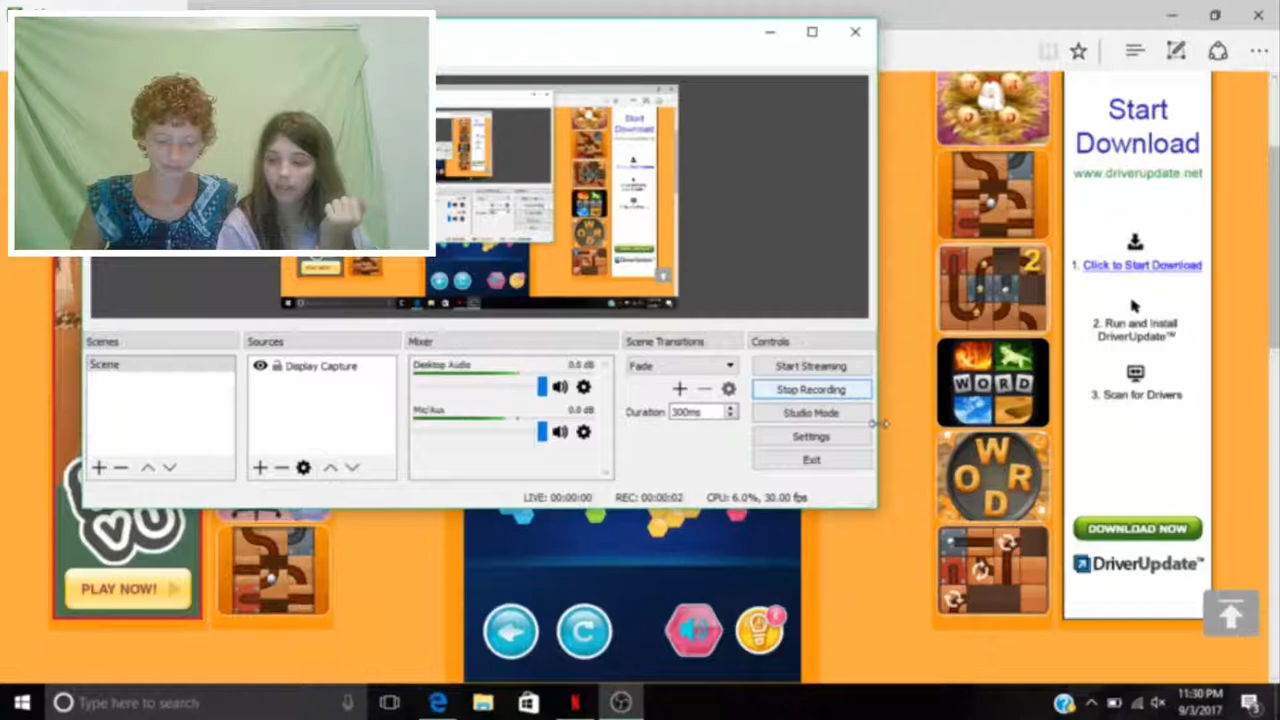 Start
Download
www.driverupdate.net
1. Click to Start Download
2. Run and Install
DriverUpdate™
3. Scan for Drivers
DOWNLOAD NOW
DriverUpdate™
2
WORD
WORD
Scenes
Scene
Sources
Display Capture
Mixer
Desktop Audio 0.0 dB
Mic/Aux 0.0 dB
Scene Transitions
Fade
Duration 300ms
Controls
Start Streaming
Stop Recording
Studio Mode
Settings
Exit
LIVE: 00:00:00 REC: 00:00:02 CPU: 6.0%, 30.00 fps
PLAY NOW!
Type here to search
11:30 PM
9/3/2017